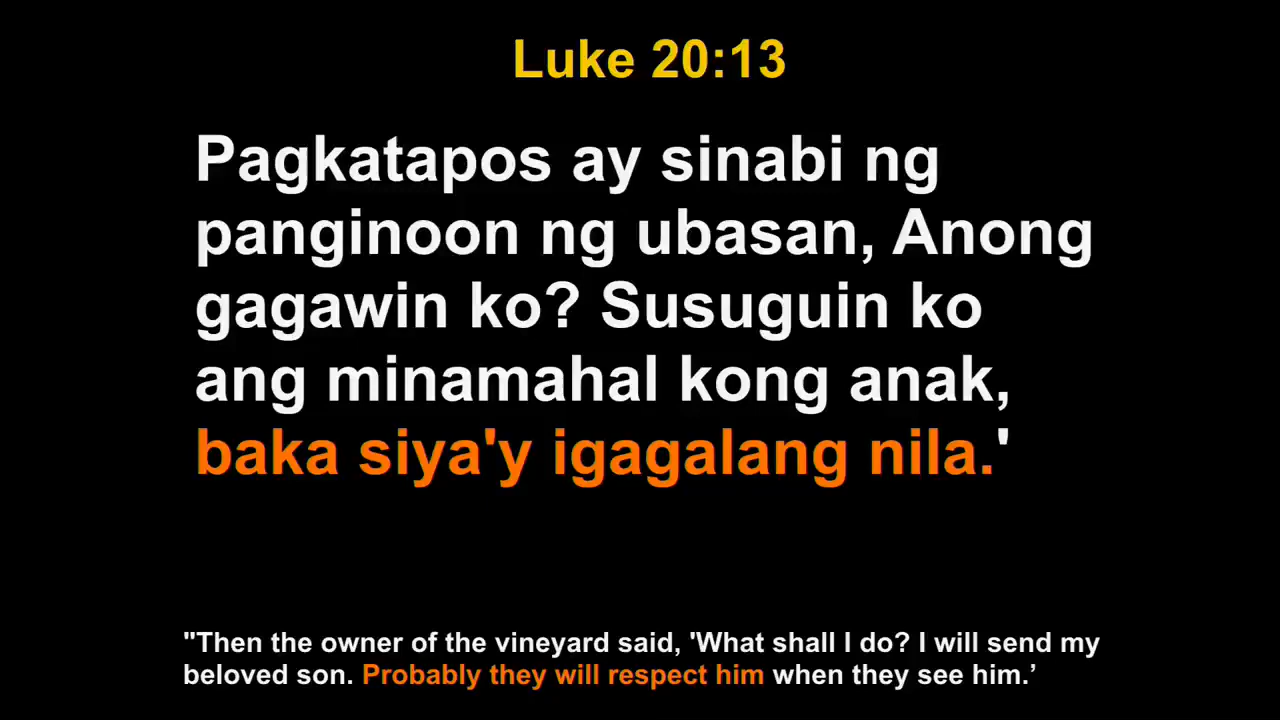 Luke 20:13
Pagkatapos ay sinabi ng
panginoon ng ubasan, Anong
gagawin ko? Susuguin ko
ang minamahal kong anak,
baka siya'y igagalang nila.'
"Then the owner of the vineyard said, 'What shall I do? I will send my
beloved son. Probably they will respect him when they see him.’